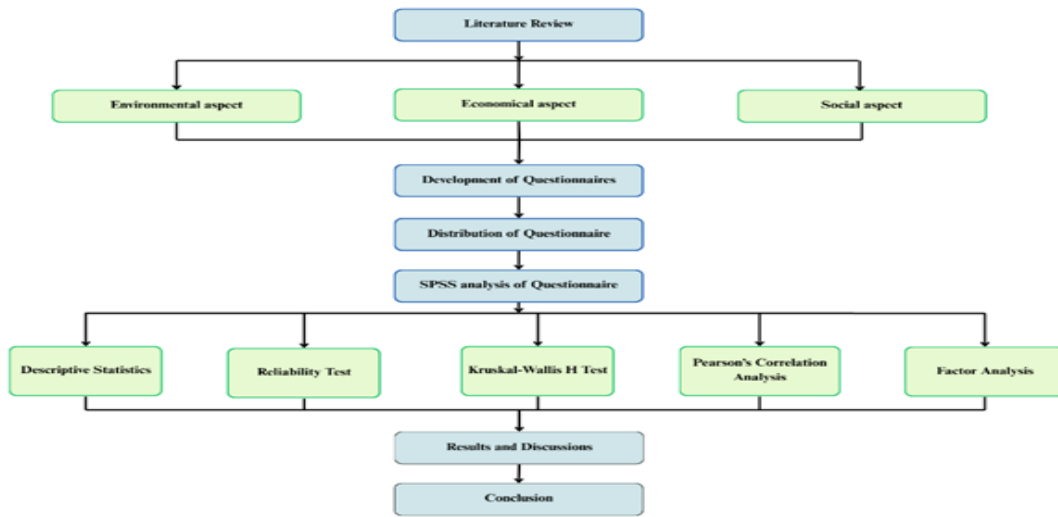 Literature Review
Environmental aspect
Economical aspect
Social aspect
Development of Questionnaires
Distribution of Questionnaire
SPSS analysis of Questionnaire
Descriptive Statistics
Reliability Test
Kruskal-Wallis H Test
Pearson's Correlation
Analysis
Factor Analysis
Results and Discussions
Conclusion